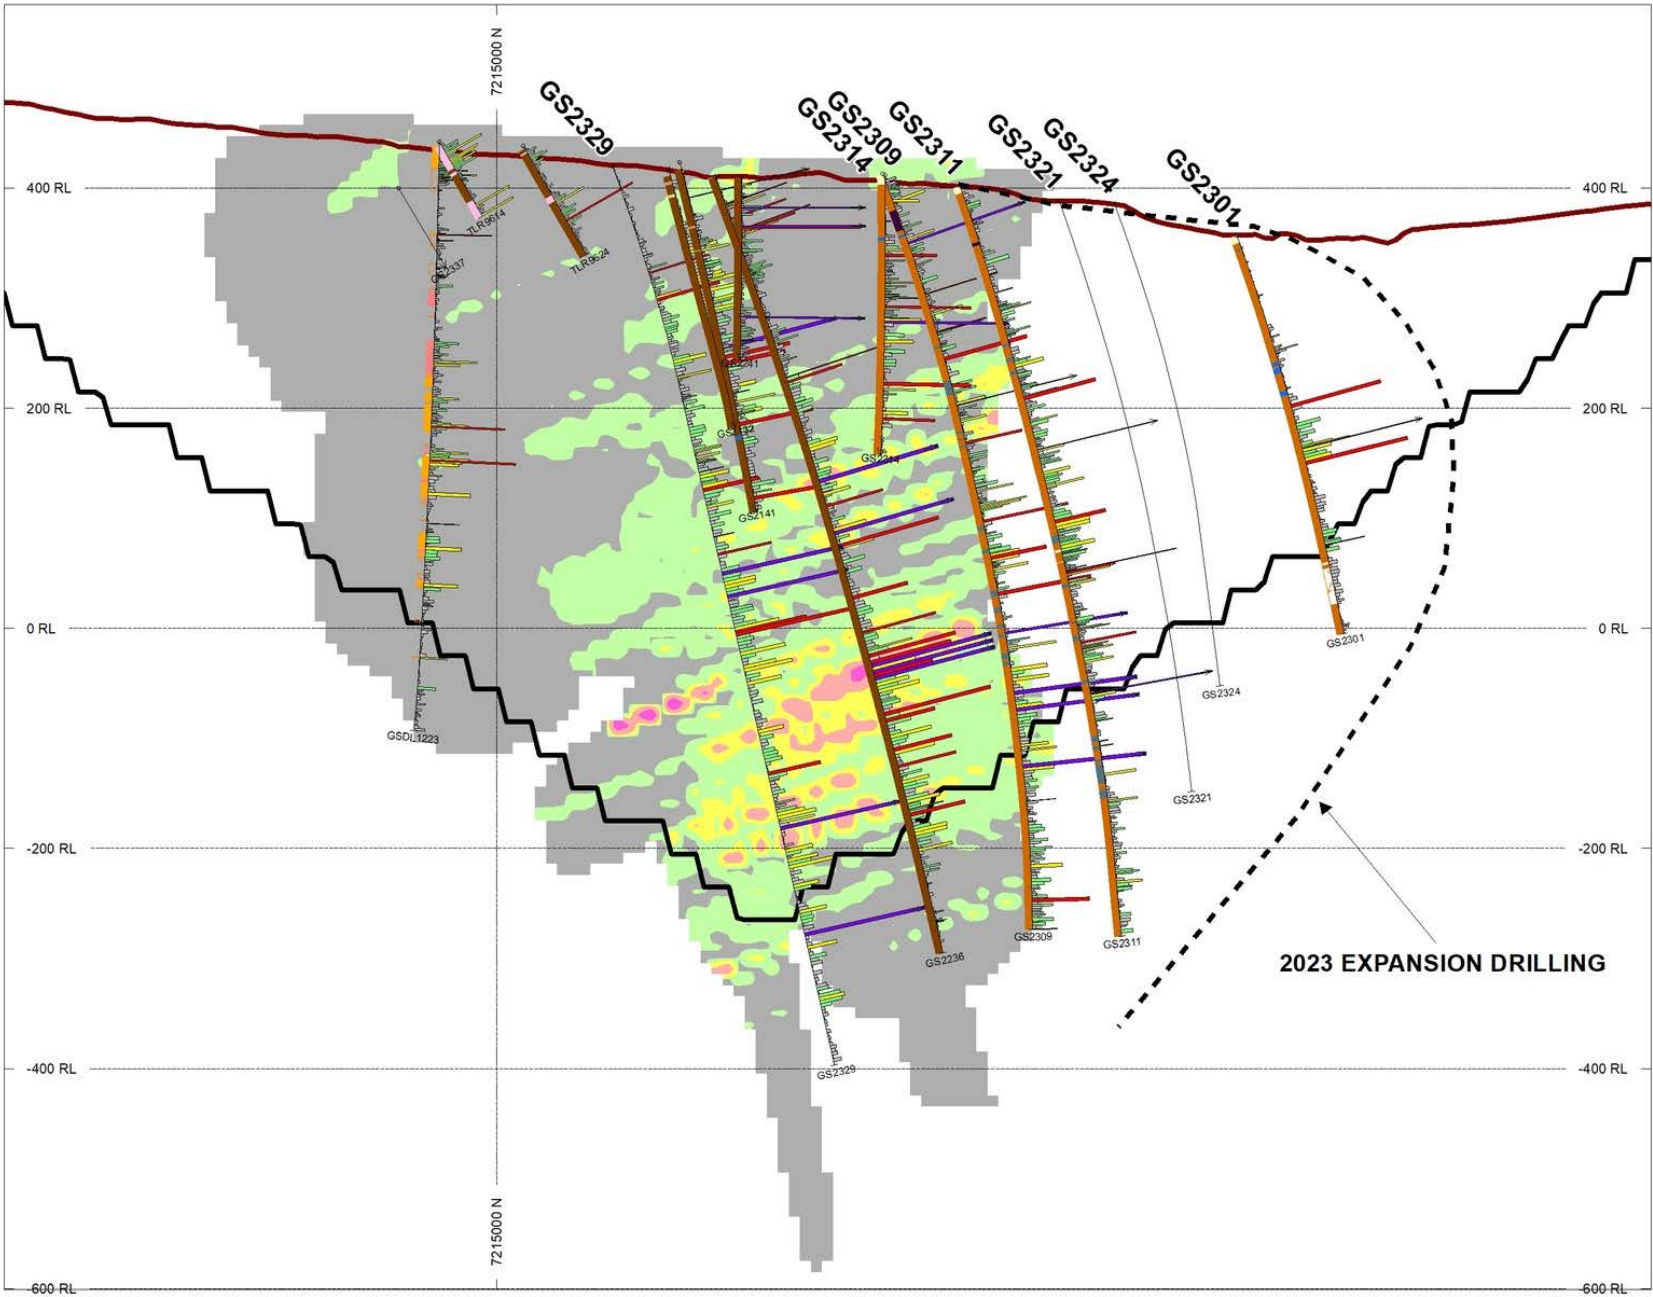 7215000 N
GS2329
GS2314
GS2309
GS2311
GS2321
GS2324
GS2301
400 RL
400 RL
TLR9614
TLR9624
GS2337
200 RL
200 RL
GS2141
GS2314
0 RL
0 RL
GS2301
GS2324
GSDL1223
GS2321
-200 RL
-200 RL
GS2309
GS2311
GS2236
2023 EXPANSION DRILLING
-400 RL
-400 RL
GS2329
7215000 N
-600 RL
-600 RL